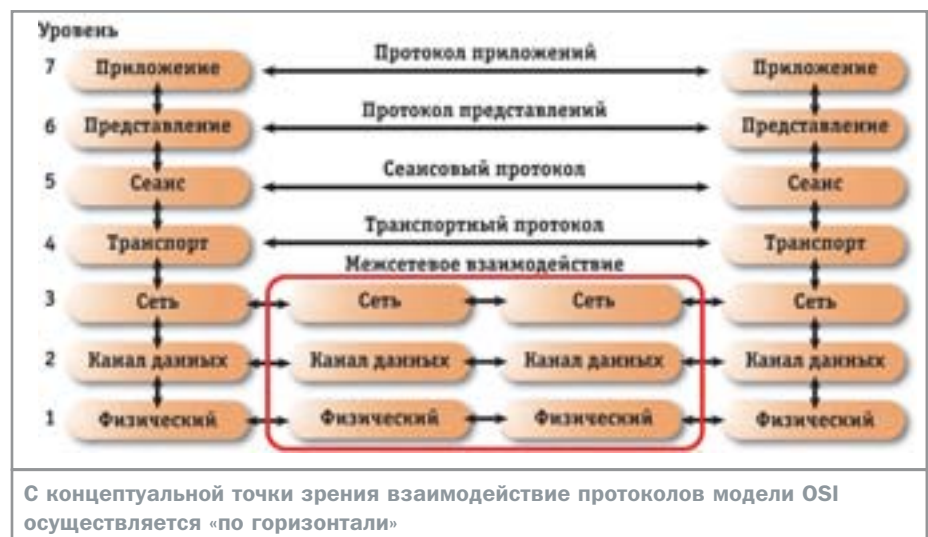 Уровень
7 Приложение Протокол приложений Приложение
6 Представление Протокол представлений Представление
5 Сеанс Сеансовый протокол Сеанс
4 Транспорт Транспортный протокол Транспорт
Межсетевое взаимодействие
3 Сеть Сеть Сеть Сеть
2 Канал данных Канал данных Канал данных Канал данных
1 Физический Физический Физический Физический
С концептуальной точки зрения взаимодействие протоколов модели OSI
осуществляется «по горизонтали»